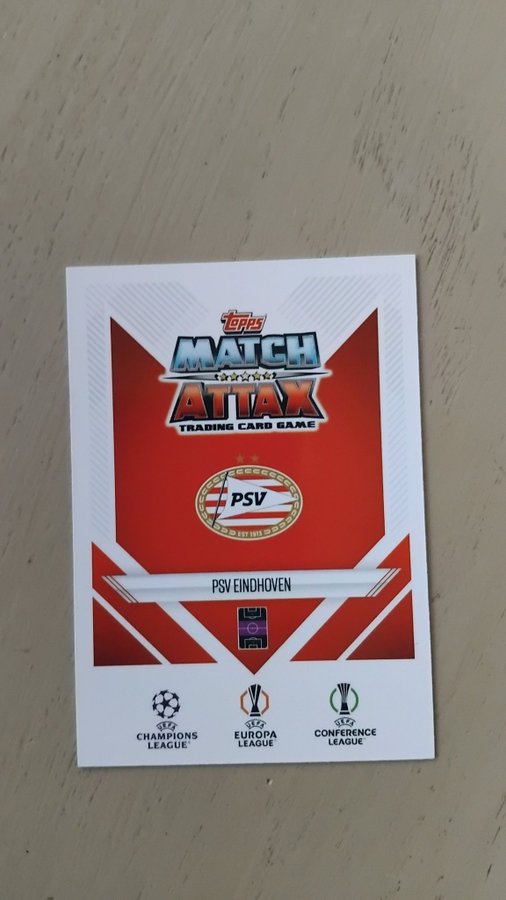 topps
MATCH
ATTAX
TRADING CARD GAME
PSV
EST 1913
PSV EINDHOVEN
UEFA
CHAMPIONS
LEAGUE
UEFA
EUROPA
LEAGUE
UEFA
CONFERENCE
LEAGUE